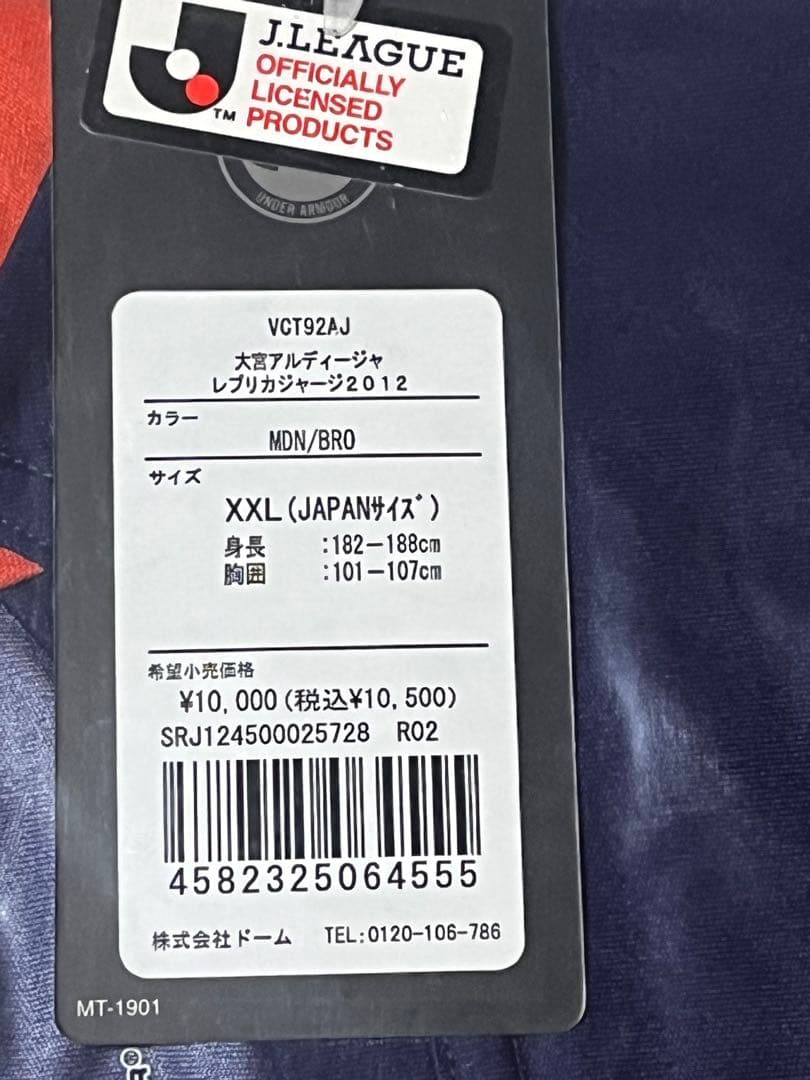 J.LEAGUE
OFFICIALLY
LICENSED
PRODUCTS
TM
UNDER ARMOUR
VCT92AJ
大宮アルディージャ
レプリカジャージ2012
カラー
MDN/BRO
サイズ
XXL(JAPANサイズ)
身長 :182-188cm
胸囲 :101-107cm
希望小売価格
¥10,000(税込¥10,500)
SRJ124500025728 R02
4582325064555
株式会社ドーム TEL:0120-106-786
MT-1901